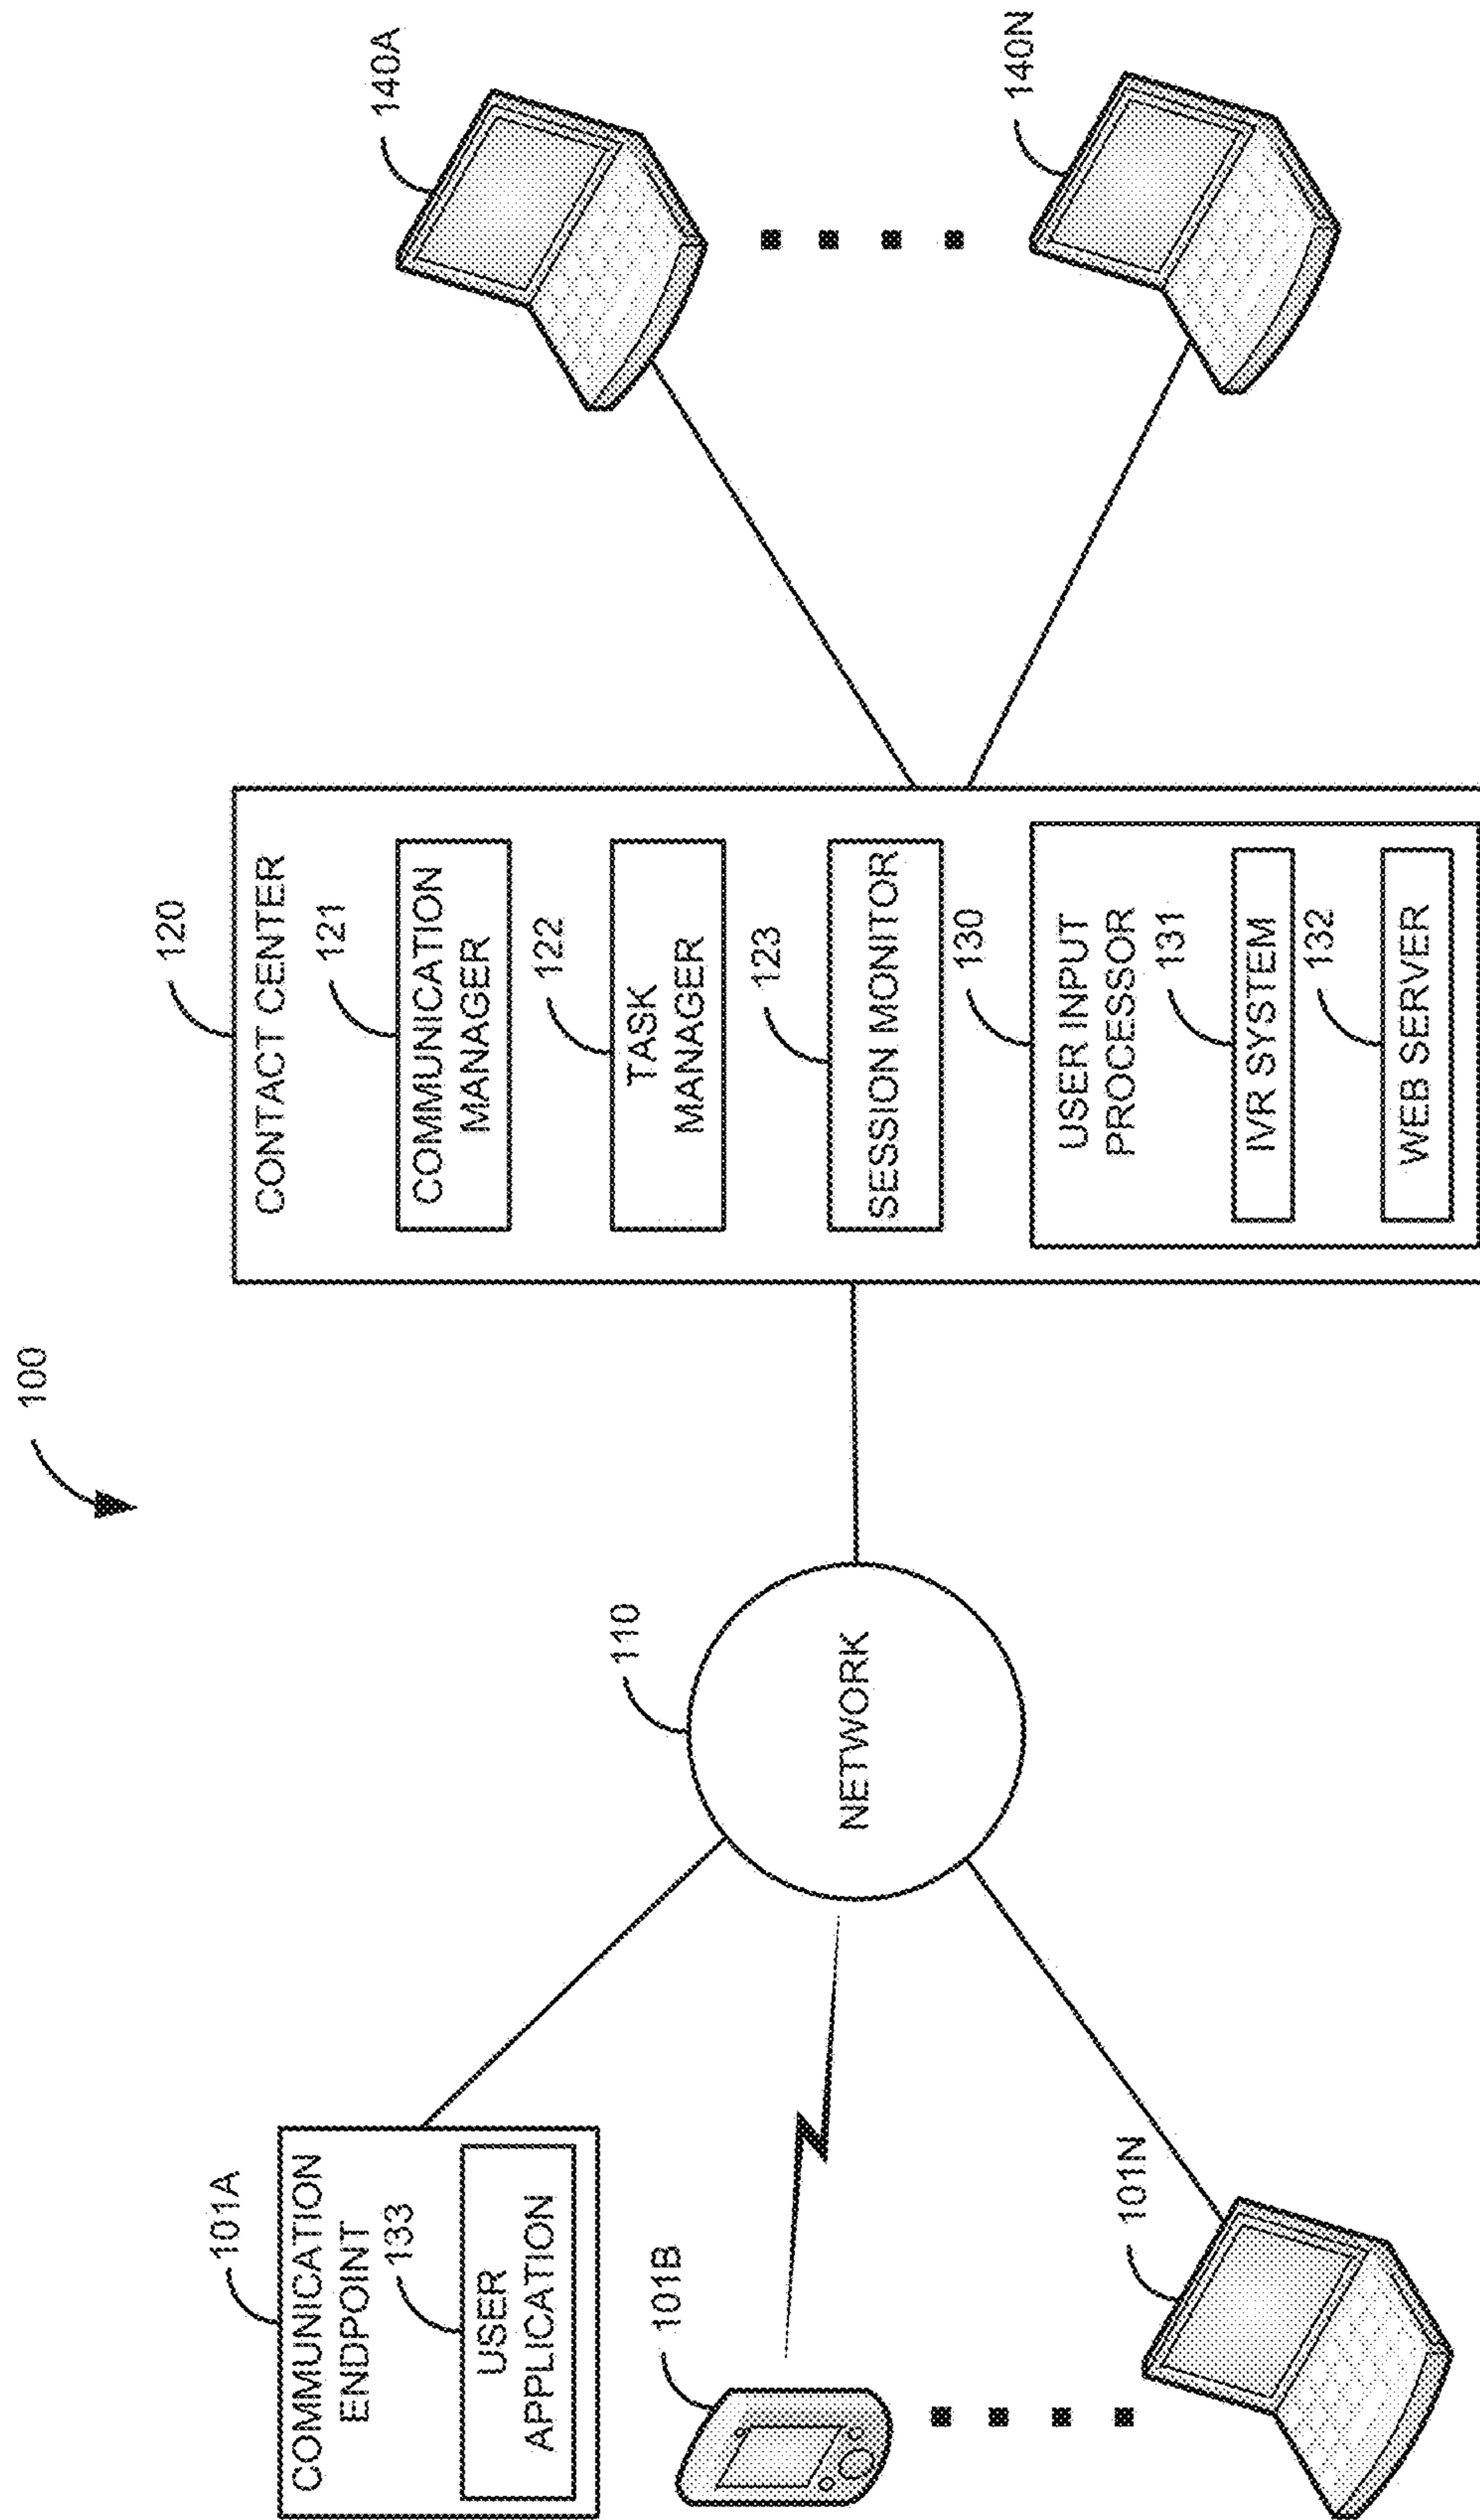 100
101A
COMMUNICATION
ENDPOINT
133
USER
APPLICATION
101B
101N
110
NETWORK
120
CONTACT CENTER
121
COMMUNICATION
MANAGER
122
TASK
MANAGER
123
SESSION MONITOR
130
USER INPUT
PROCESSOR
131
IVR SYSTEM
132
WEB SERVER
140A
140N